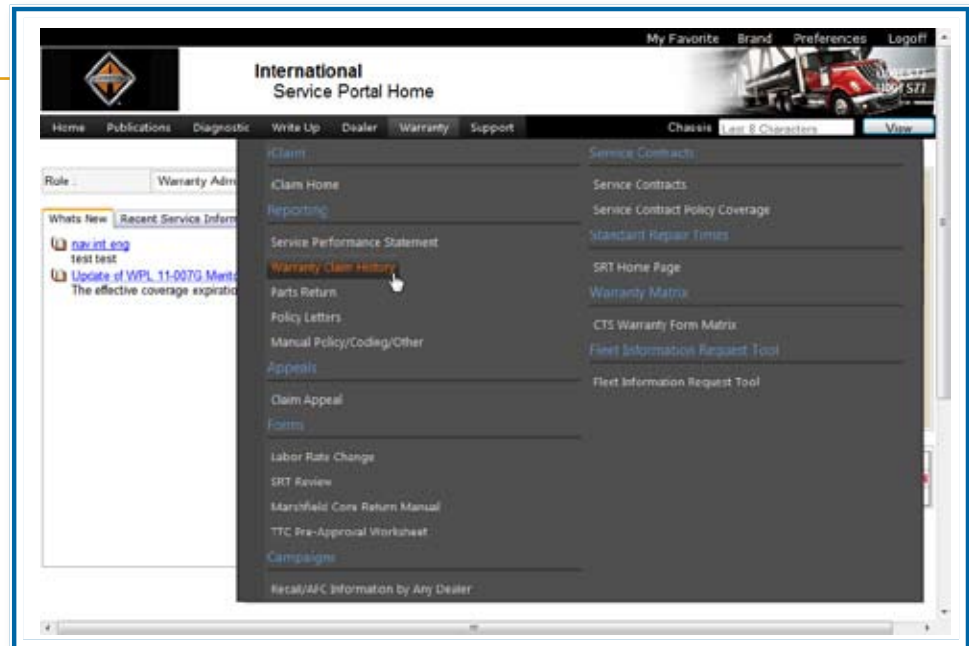 My Favorite Brand Preferences Logoff
International
Service Portal Home
Home Publications Diagnostic Write Up Dealer Warranty Support Chassis Last 8 Characters View
Role : Warranty Adm
Whats New Recent Service Inform
nav int eng
test test
Update of WPL 11-007G
The effective coverage expiratio
iClaim
iClaim Home
Reporting
Service Performance Statement
Warranty Claim History
Parts Return
Policy Letters
Manual Policy/Coding/Other
Appeals
Claim Appeal
Forms
Labor Rate Change
SRT Review
Marshfield Core Return Manual
TTC Pre-Approval Worksheet
Campaigns
Recall/AFC Information by Any Dealer
Service Contracts
Service Contracts
Service Contract Policy Coverage
Standard Repair Times
SRT Home Page
Warranty Matrix
CTS Warranty Form Matrix
Fleet Information Request Tool
Fleet Information Request Tool